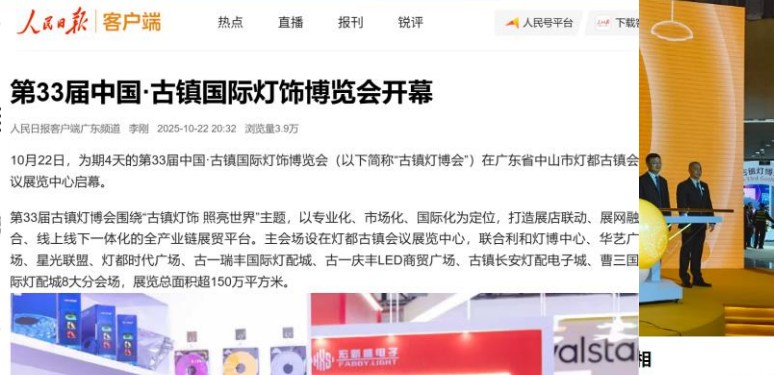 人民日报 客户端
热点 直播 报刊 锐评 人民号平台 下载客
第33届中国·古镇国际灯饰博览会开幕
人民日报客户端广东频道 李刚 2025-10-22 20:32 浏览量3.9万
10月22日，为期4天的第33届中国·古镇国际灯饰博览会（以下简称“古镇灯博会”）在广东省中山市灯都古镇会
议展览中心启幕。
第33届古镇灯博会围绕“古镇灯饰 照亮世界”主题，以专业化、市场化、国际化为定位，打造展店联动、展网融
合、线上线下一体化的全产业链展贸平台。主会场设在灯都古镇会议展览中心，联合利和灯博中心、华艺广
场、星光联盟、灯都时代广场、古一瑞丰国际灯配城、古一庆丰LED商贸广场、古镇长安灯配电子城、曹三国
际灯配城8大分会场，展览总面积超150万平方米。
电子
FABBY LIGHT
valsta
相